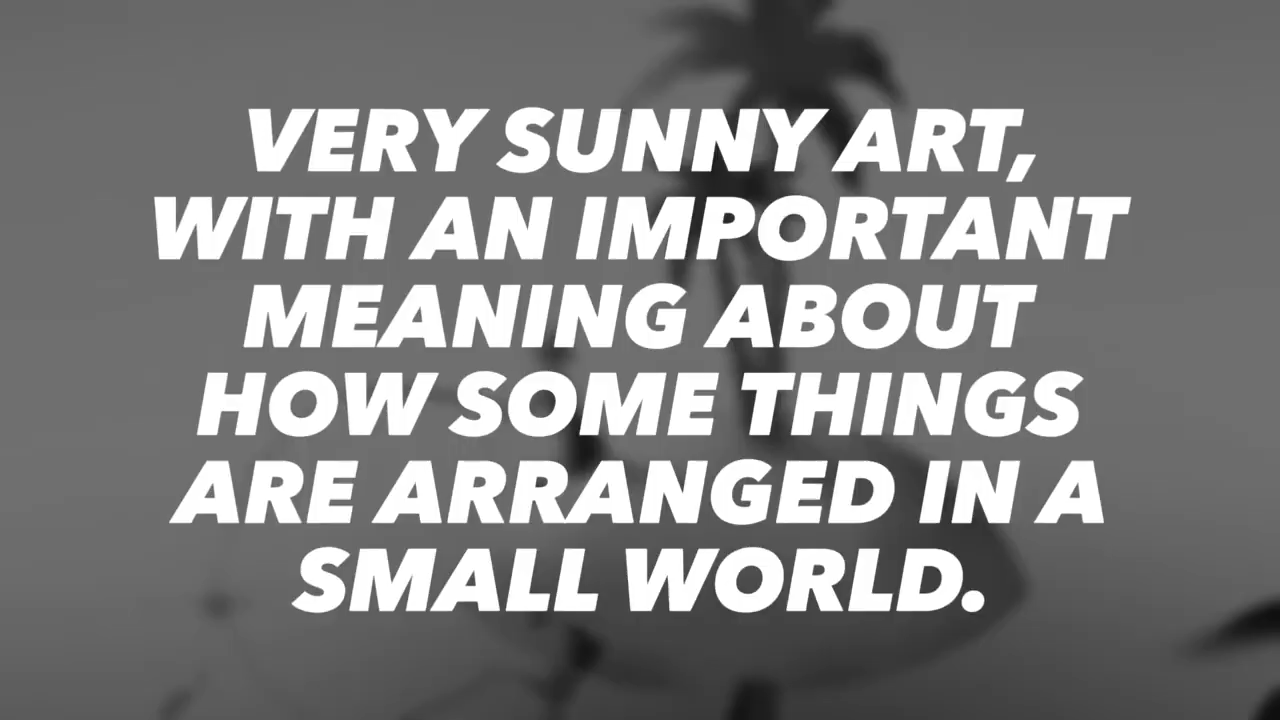 VERY SUNNY ART,
WITH AN IMPORTANT
MEANING ABOUT
HOW SOME THINGS
ARE ARRANGED IN A
SMALL WORLD.